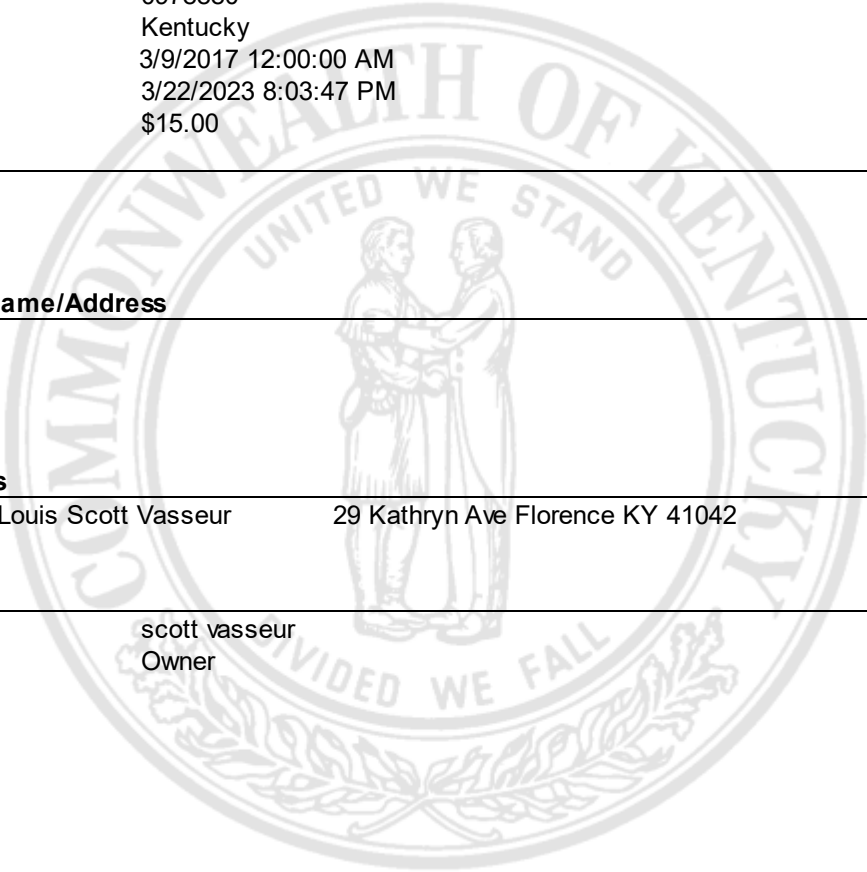 Kentucky
3/9/2017 12:00:00 AM
3/22/2023 8:03:47 PM
$15.00
COMMONWEALTH OF KENTUCKY
UNITED WE STAND
ame/Address
s
Louis Scott Vasseur 29 Kathryn Ave Florence KY 41042
scott vasseur
Owner
DIVIDED WE FALL